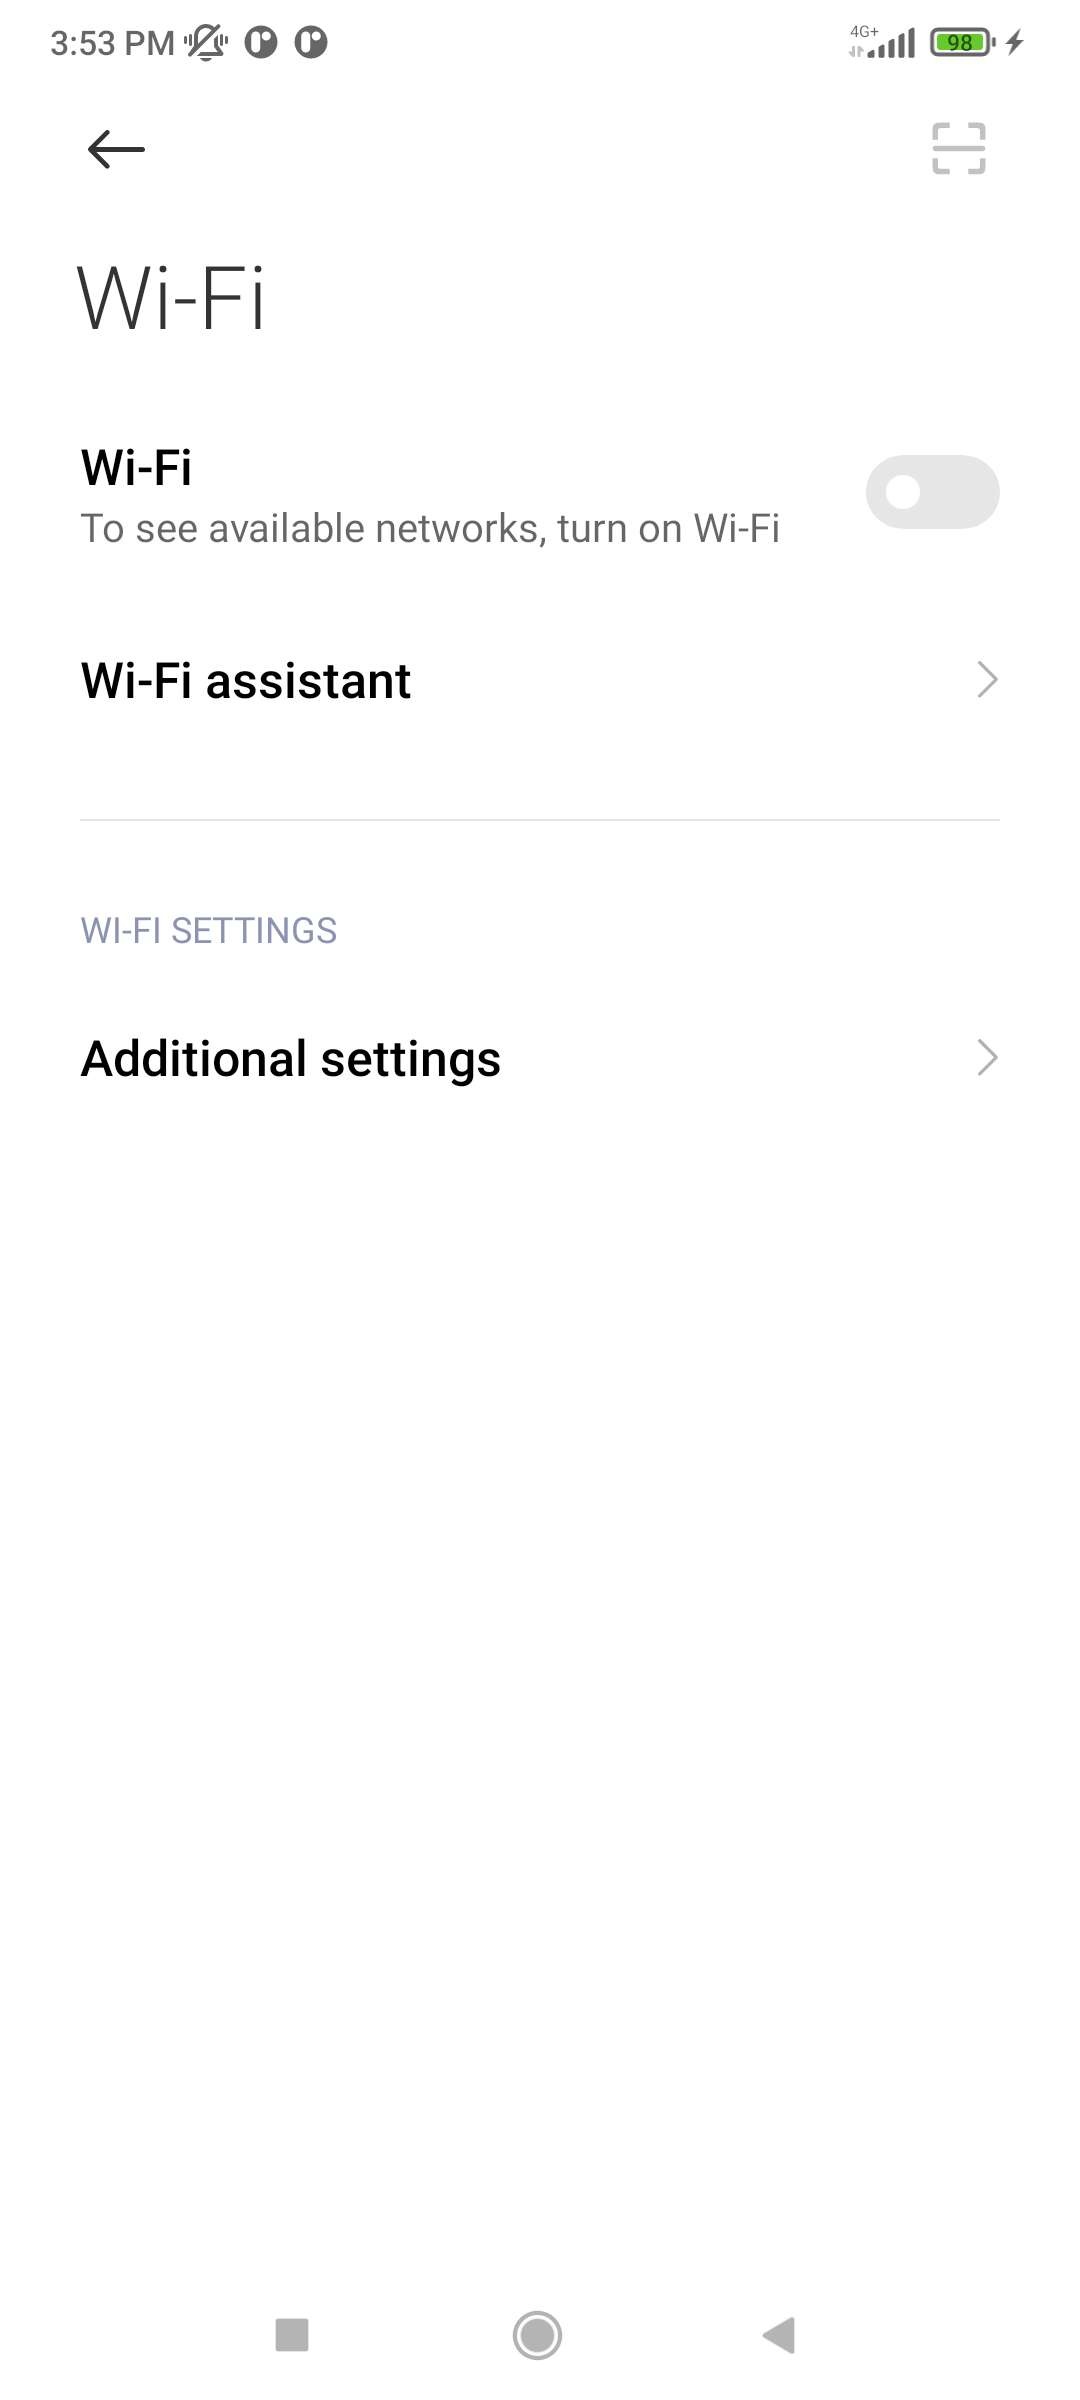 3:53 PM
4G+
98
Wi-Fi
Wi-Fi
To see available networks, turn on Wi-Fi
Wi-Fi assistant
WI-FI SETTINGS
Additional settings